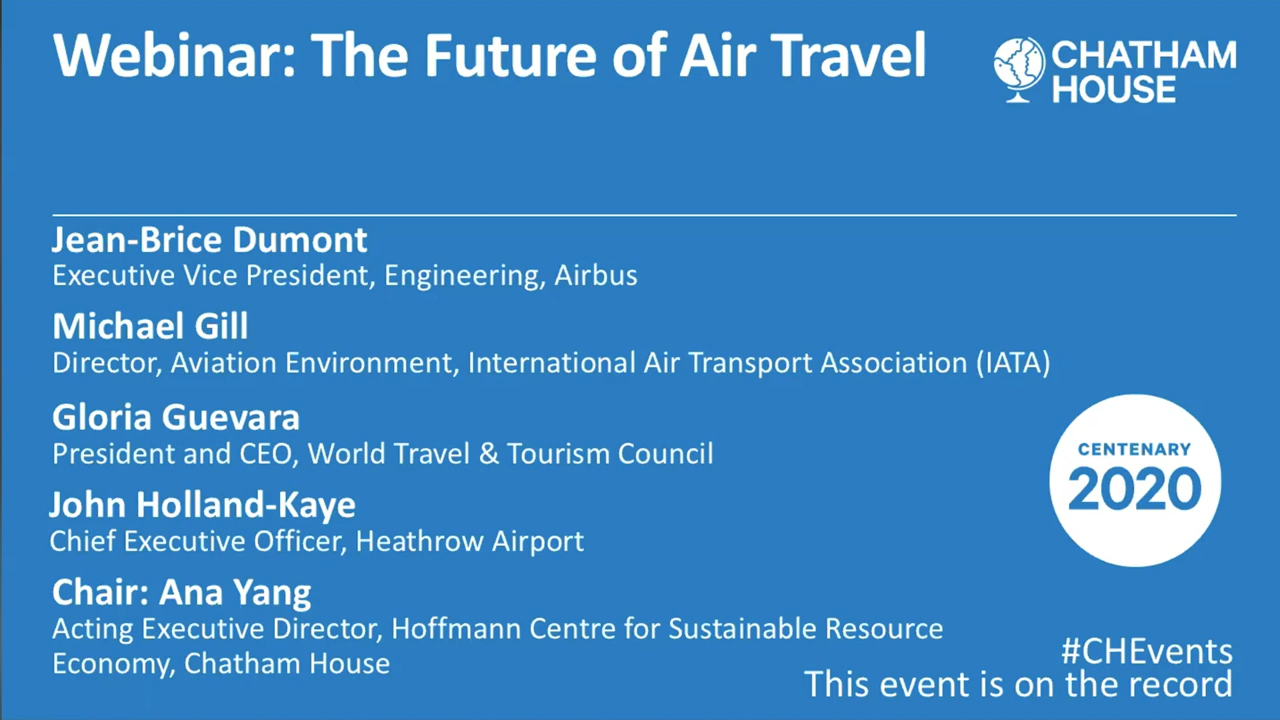 Webinar: The Future of Air Travel
CHATHAM
HOUSE
Jean-Brice Dumont
Executive Vice President, Engineering, Airbus
Michael Gill
Director, Aviation Environment, International Air Transport Association (IATA)
Gloria Guevara
President and CEO, World Travel & Tourism Council
John Holland-Kaye
Chief Executive Officer, Heathrow Airport
Chair: Ana Yang
Acting Executive Director, Hoffmann Centre for Sustainable Resource
Economy, Chatham House
CENTENARY
2020
#CHEvents
This event is on the record